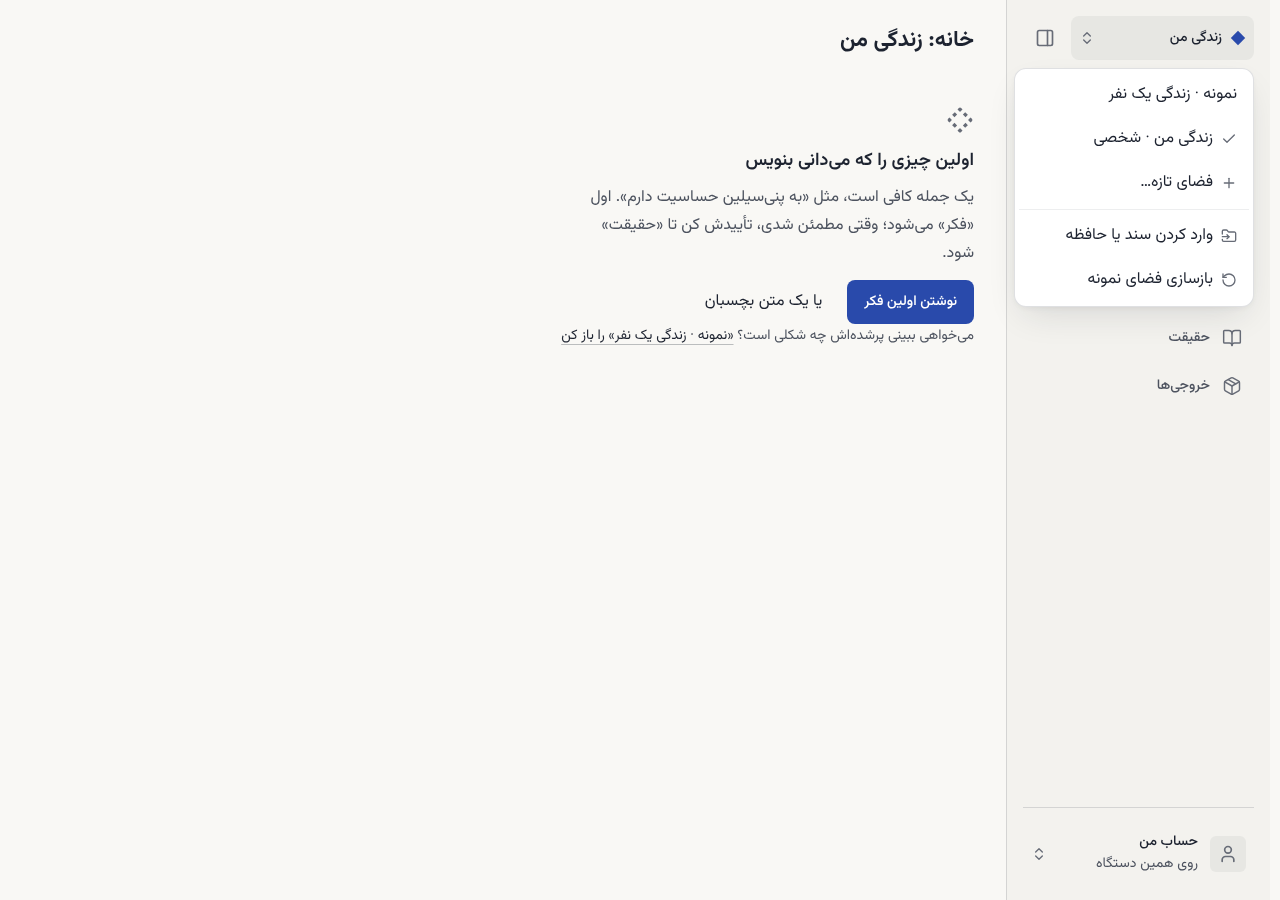 زندگی من
نمونه · زندگی یک نفر
زندگی من · شخصی
فضای تازه…
وارد کردن سند یا حافظه
بازسازی فضای نمونه
حقیقت
خروجی‌ها
حساب من
روی همین دستگاه
خانه: زندگی من
اولین چیزی را که می‌دانی بنویس
یک جمله کافی است، مثل «به پنی‌سیلین حساسیت دارم». اول
«فکر» می‌شود؛ وقتی مطمئن شدی، تأییدش کن تا «حقیقت»
شود.
نوشتن اولین فکر
یا یک متن بچسبان
می‌خواهی ببینی پرشده‌اش چه شکلی است؟ «نمونه · زندگی یک نفر» را باز کن